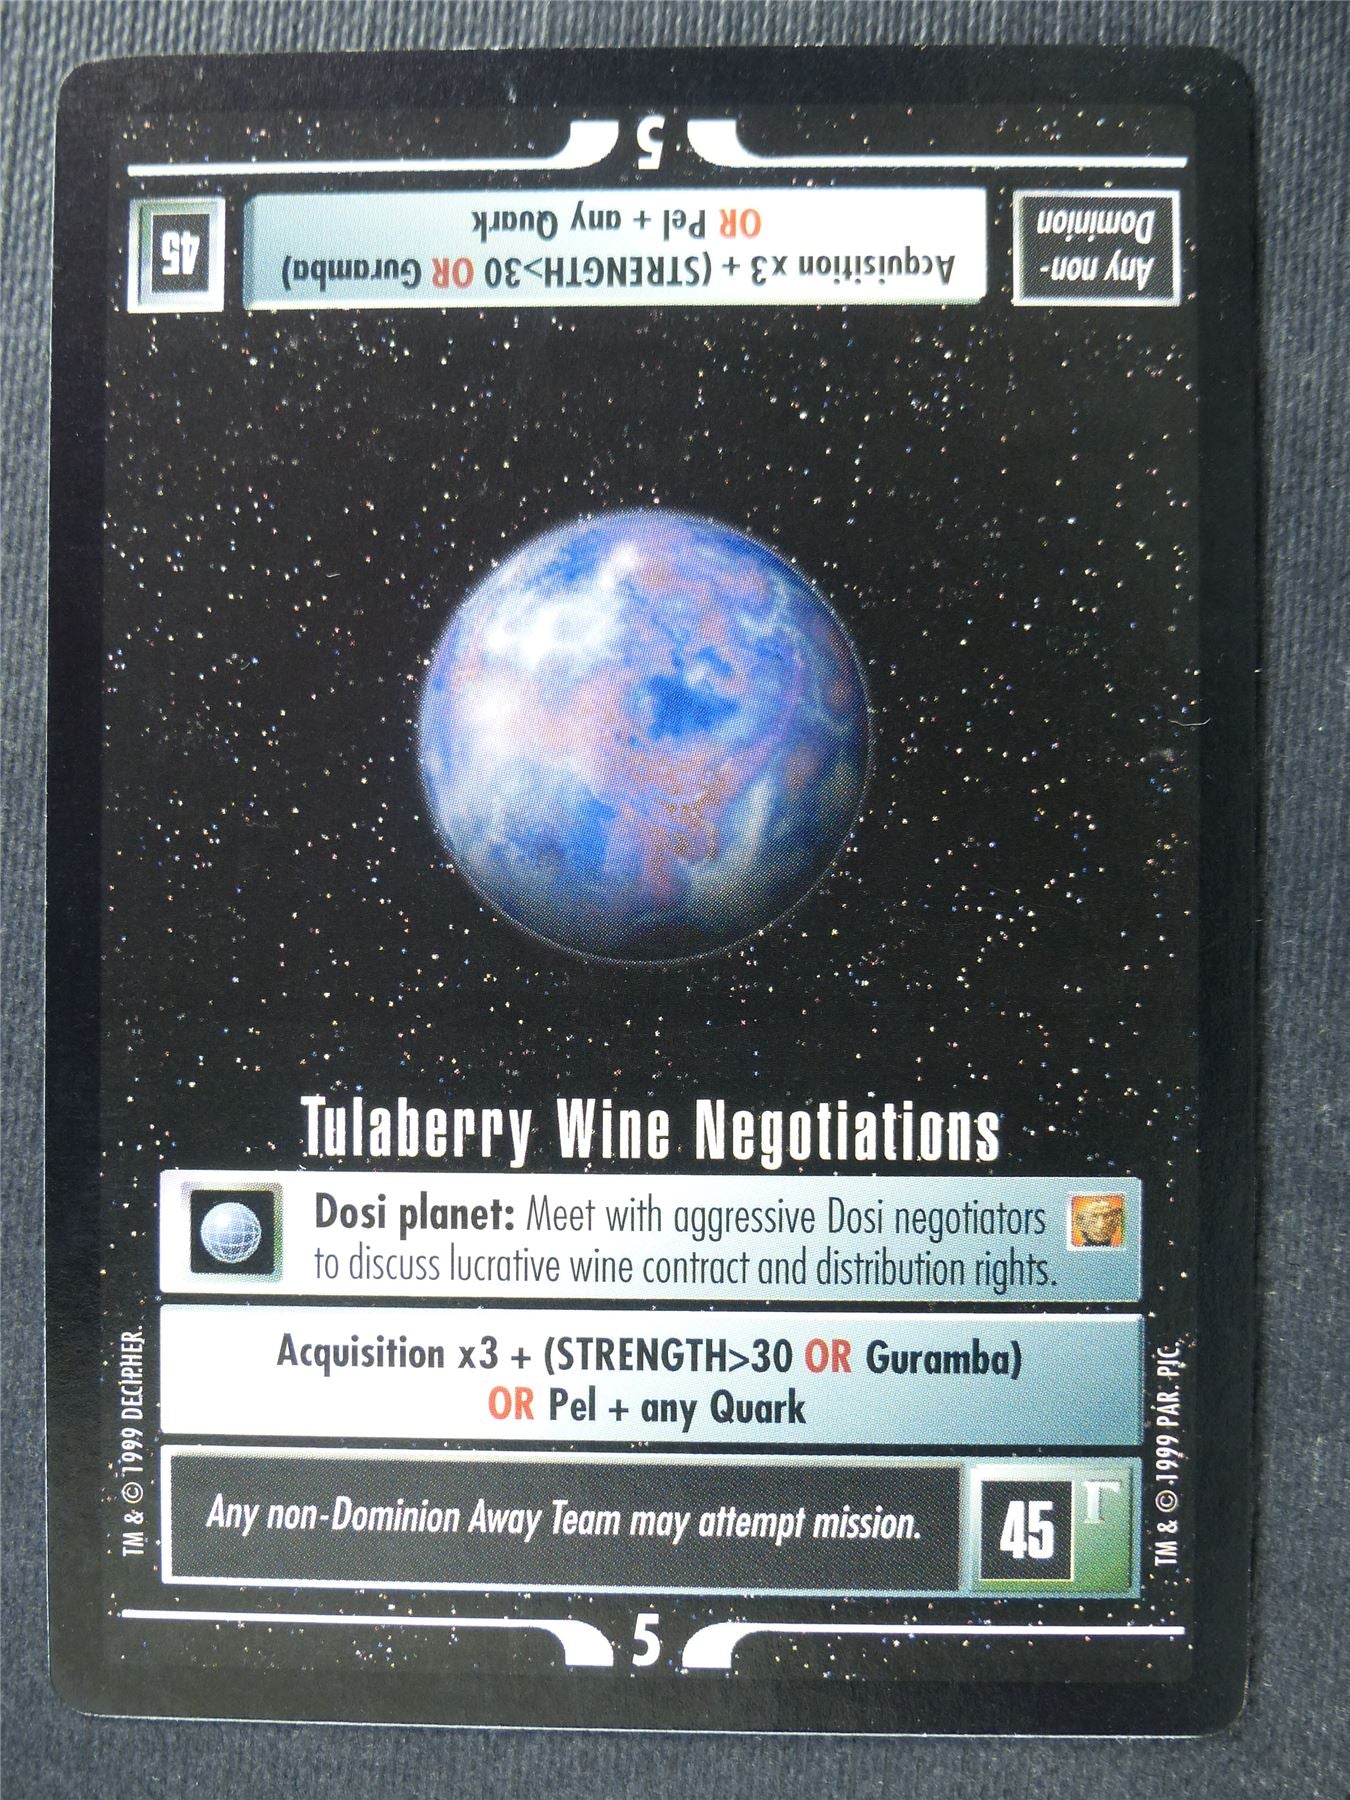 5
45
Acquisition x3 + (STRENGTH>30 OR Guramba)
OR Pel + any Quark
Any non-
Dominion
Tulaberry Wine Negotiations
Dosi planet: Meet with aggressive Dosi negotiators
to discuss lucrative wine contract and distribution rights.
Acquisition x3 + (STRENGTH>30 OR Guramba)
OR Pel + any Quark
Any non-Dominion Away Team may attempt mission.
45 Γ
5
TM & © 1999 DECIPHER.
TM & © 1999 PAR. PIC.